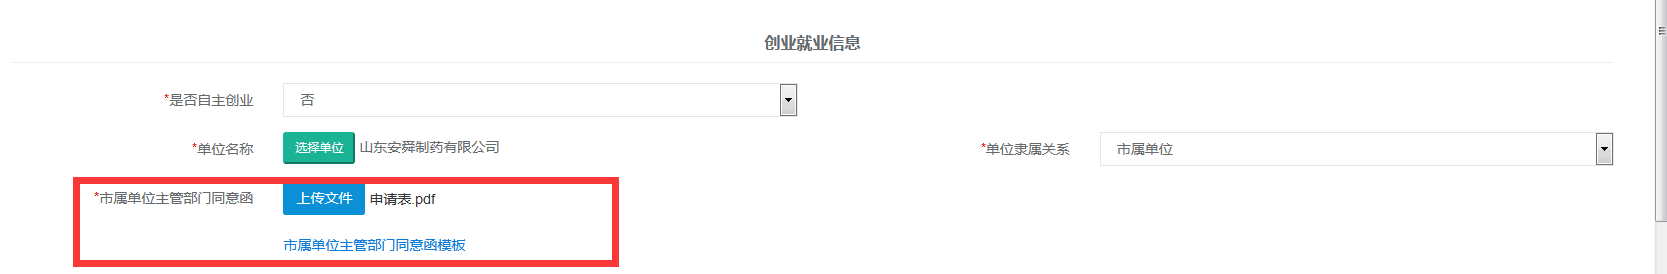 创业就业信息
*是否自主创业 否
*单位名称 选择单位 山东安舜制药有限公司 *单位隶属关系 市属单位
*市属单位主管部门同意函 上传文件 申请表.pdf
市属单位主管部门同意函模板